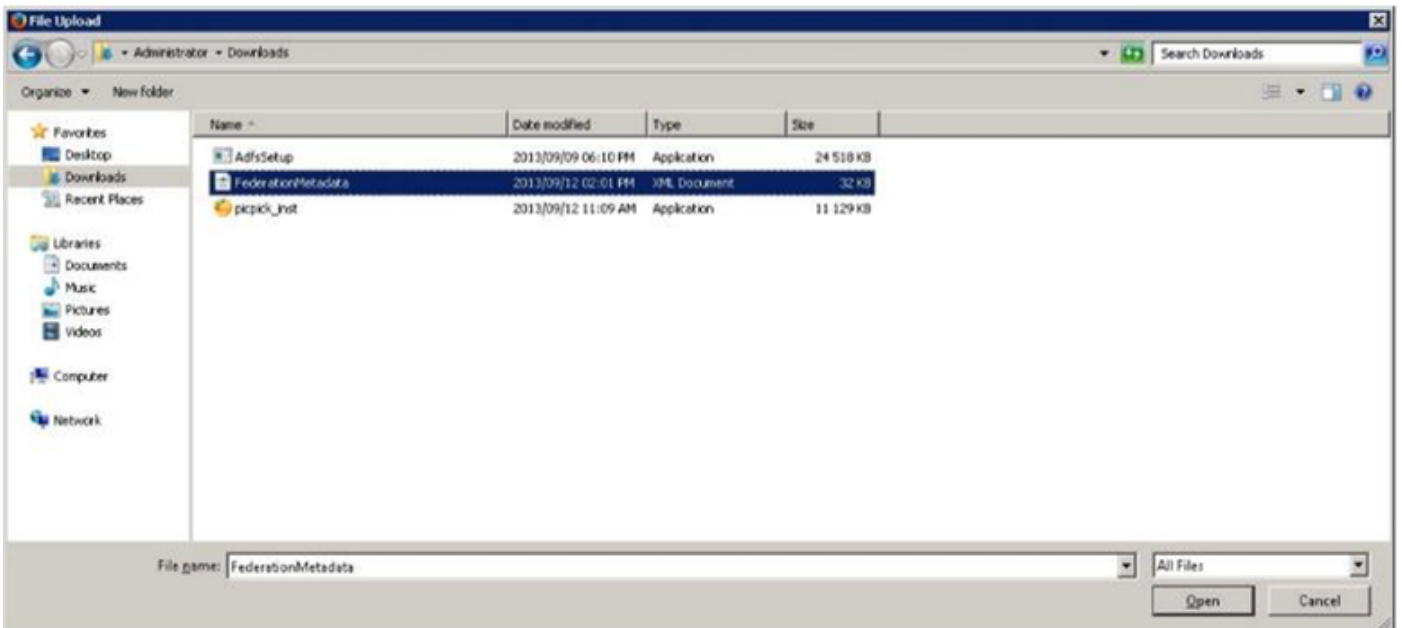 File Upload
Administrator Downloads
Search Downloads
Organize New folder
Favorites
Desktop
Downloads
Recent Places
Libraries
Documents
Music
Pictures
Videos
Computer
Network
Name Date modified Type Size
AdfsSetup 2013/09/09 06:10 PM Application 24 518 KB
FederationMetadata 2013/09/12 02:01 PM XML Document 32 KB
picpick_inst 2013/09/12 11:09 AM Application 11 129 KB
File name: FederationMetadata
All Files
Open Cancel